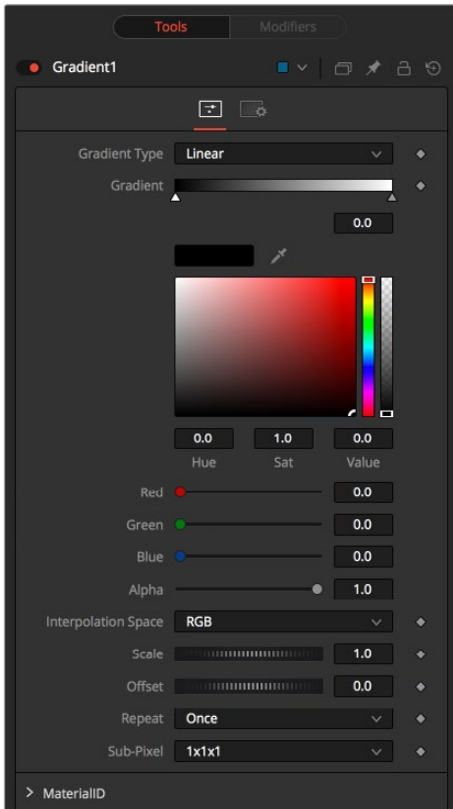 Tools Modifiers
Gradient1
Gradient Type Linear
Gradient
0.0
0.0 1.0 0.0
Hue Sat Value
Red 0.0
Green 0.0
Blue 0.0
Alpha 1.0
Interpolation Space RGB
Scale 1.0
Offset 0.0
Repeat Once
Sub-Pixel 1x1x1
MaterialID